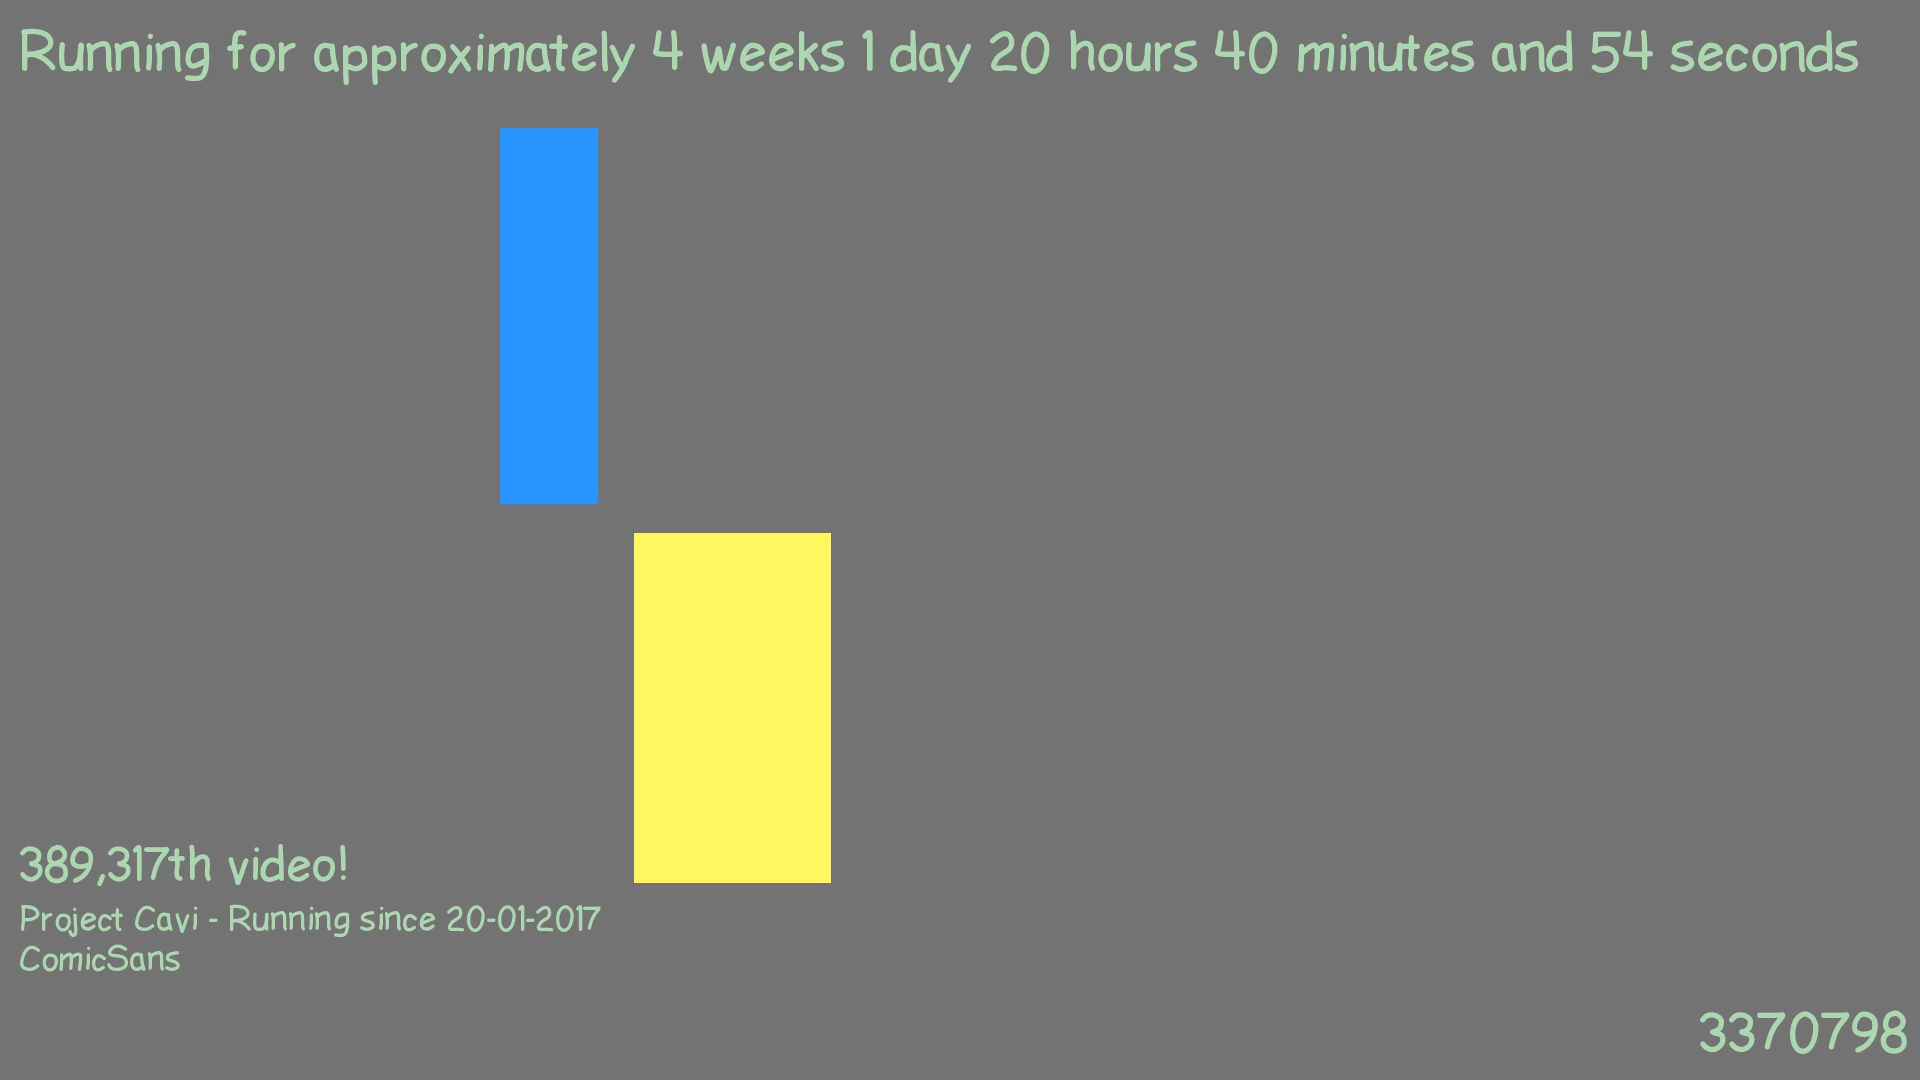 Running for approximately 4 weeks 1 day 20 hours 40 minutes and 54 seconds
389,317th video!
Project Cavi - Running since 20-01-2017
ComicSans
3370798